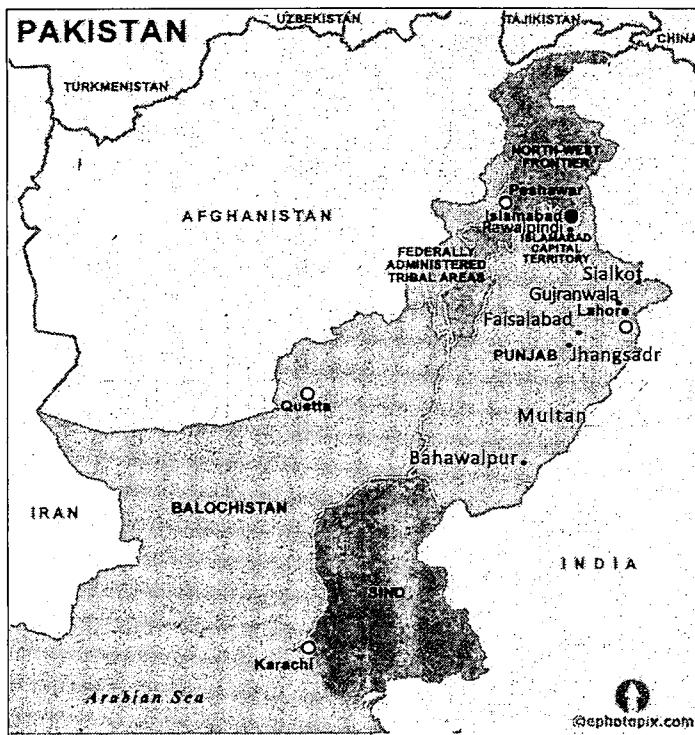 PAKISTAN
UZBEKISTAN
TAJIKISTAN
CHINA
TURKMENISTAN
NORTH-WEST
FRONTIER
Peshawar
AFGHANISTAN
Islamabad
Rawalpindi
ISLAMABAD
CAPITAL
TERRITORY
FEDERALLY
ADMINISTERED
TRIBAL AREAS
Sialkot
Gujranwala
Lahore
Faisalabad
PUNJAB
Jhangsadr
Quetta
Multan
Bahawalpur
IRAN
BALOCHISTAN
INDIA
SIND
Karachi
Arabian Sea
©ephotopix.com